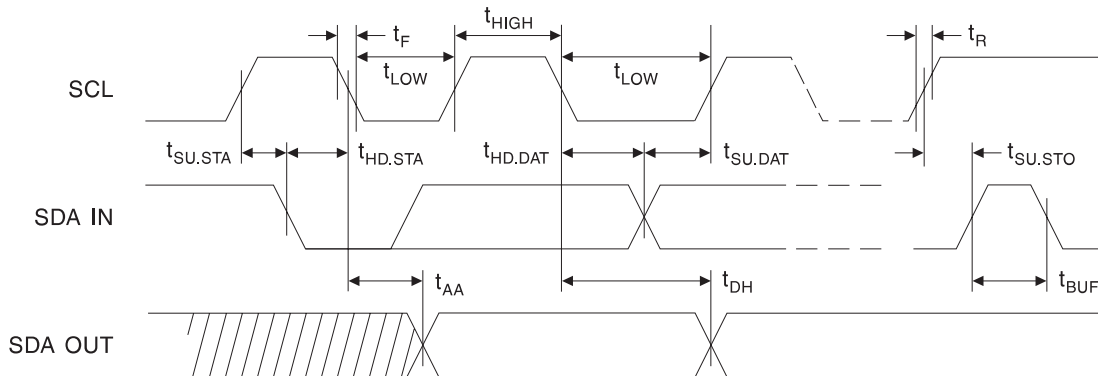 tHIGH
tF
tR
SCL
tLOW
tLOW
tSU.STA
tHD.STA
tHD.DAT
tSU.DAT
tSU.STO
SDA IN
tAA
tDH
tBUF
SDA OUT